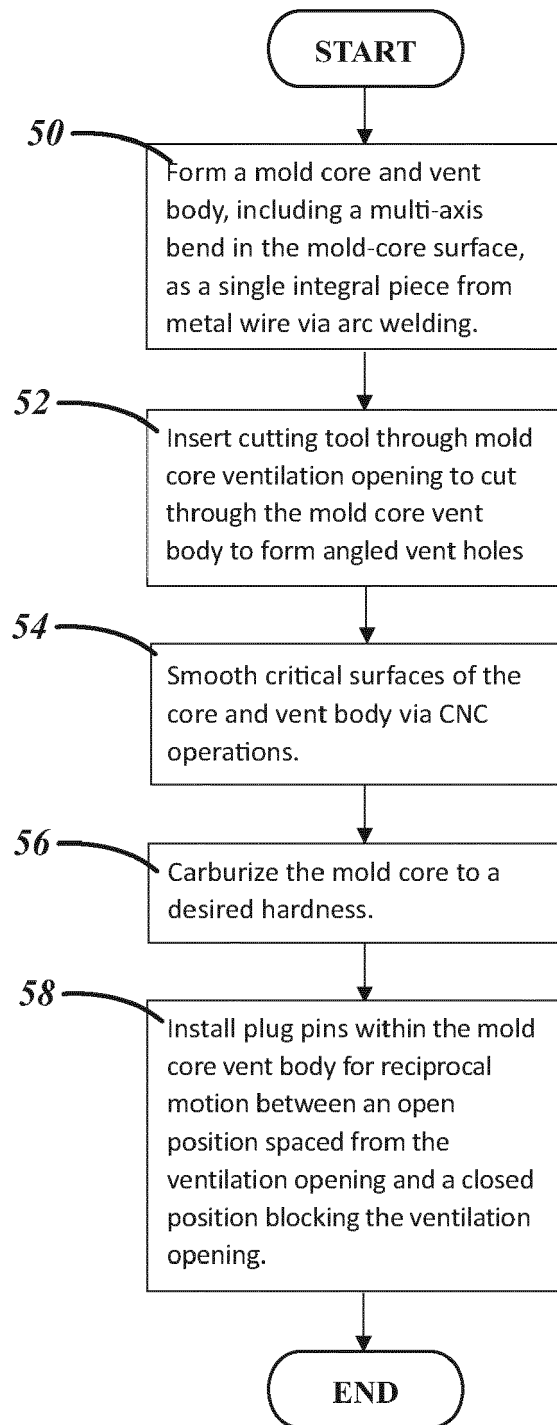 START
50
Form a mold core and vent
body, including a multi-axis
bend in the mold-core surface,
as a single integral piece from
metal wire via arc welding.
52
Insert cutting tool through mold
core ventilation opening to cut
through the mold core vent
body to form angled vent holes
54
Smooth critical surfaces of the
core and vent body via CNC
operations.
56
Carburize the mold core to a
desired hardness.
58
Install plug pins within the mold
core vent body for reciprocal
motion between an open
position spaced from the
ventilation opening and a closed
position blocking the ventilation
opening.
END